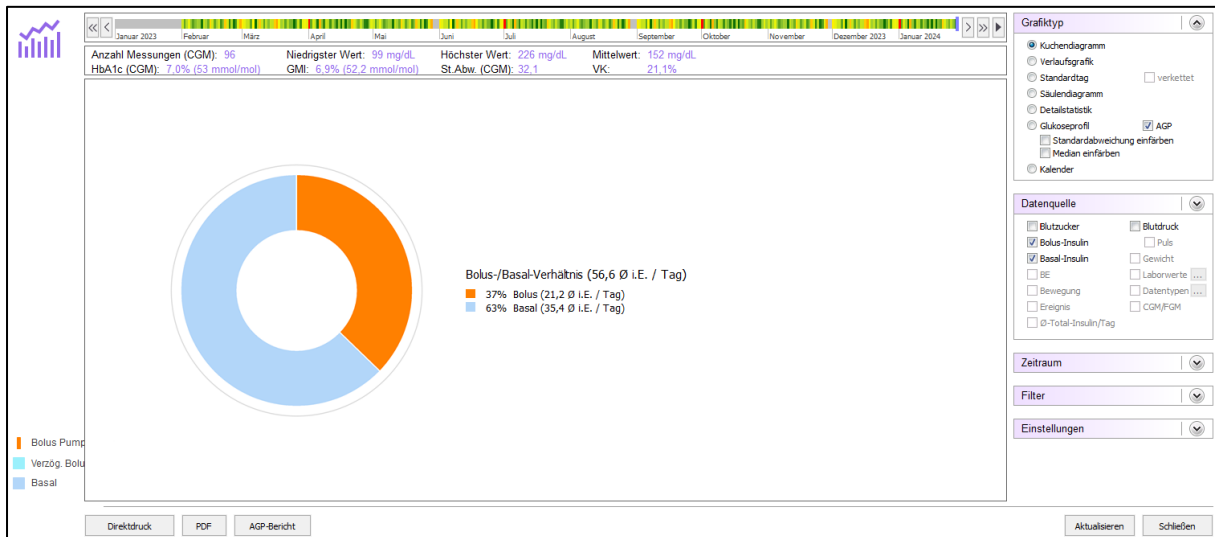 Januar 2023 Februar März April Mai Juni Juli August September Oktober November Dezember 2023 Januar 2024
Anzahl Messungen (CGM): 96 Niedrigster Wert: 99 mg/dL Höchster Wert: 226 mg/dL Mittelwert: 152 mg/dL
HbA1c (CGM): 7,0% (53 mmol/mol) GMI: 6,9% (52,2 mmol/mol) St.Abw. (CGM): 32,1 VK: 21,1%
Bolus-/Basal-Verhältnis (56,6 Ø i.E. / Tag)
37% Bolus (21,2 Ø i.E. / Tag)
63% Basal (35,4 Ø i.E. / Tag)
Bolus Pump
Verzög. Bolu
Basal
Grafiktyp
Kuchendiagramm
Verlaufsgrafik
Standardtag verkettet
Säulendiagramm
Detailstatistik
Glukoseprofil AGP
Standardabweichung einfärben
Median einfärben
Kalender
Datenquelle
Blutzucker Blutdruck
Bolus-Insulin Puls
Basal-Insulin Gewicht
BE Laborwerte ...
Bewegung Datentypen ...
Ereignis CGM/FGM
Ø-Total-Insulin/Tag
Zeitraum
Filter
Einstellungen
Direktdruck PDF AGP-Bericht Aktualisieren Schließen